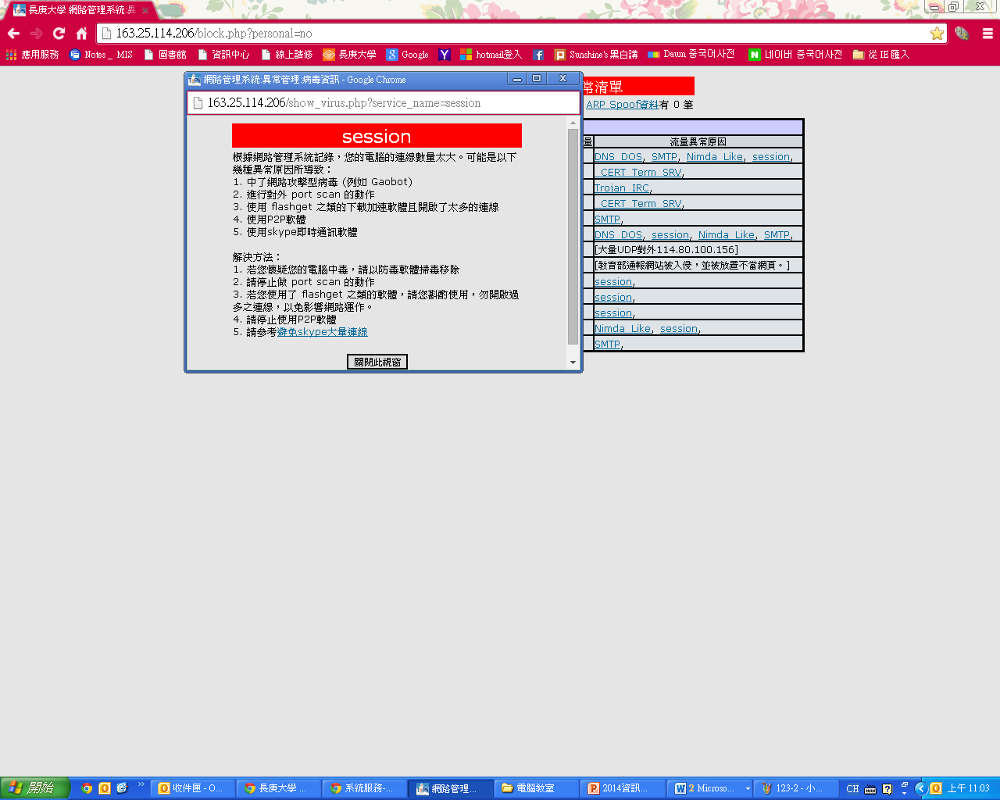 長庚大學 網路管理系統:異
163.25.114.206/block.php?personal=no
應用服務 Notes _ MIS 圖書館 資訊中心 線上請修 長庚大學 Google hotmail登入 Sunshine's 黑白講 Daum 중국어사전 네이버 중국어사전 從 IE 匯入
網路管理系統:異常管理:病毒資訊 - Google Chrome
163.25.114.206/show_virus.php?service_name=session
session
根據網路管理系統記錄，您的電腦的連線數量太大。可能是以下
幾種異常原因所導致：
1. 中了網路攻擊型病毒 (例如 Gaobot)
2. 進行對外 port scan 的動作
3. 使用 flashget 之類的下載加速軟體且開啟了太多的連線
4. 使用P2P軟體
5. 使用skype即時通訊軟體
解決方法：
1. 若您懷疑您的電腦中毒，請以防毒軟體掃毒移除
2. 請停止做 port scan 的動作
3. 若您使用了 flashget 之類的軟體，請您斟酌使用，勿開啟過
多之連線，以免影響網路運作。
4. 請停止使用P2P軟體
5. 請參考避免skype大量連線
關閉此視窗
常清單
ARP Spoof資料有 0 筆
量 流量異常原因
DNS_DOS, SMTP, Nimda_Like, session,
_CERT_Term_SRV,
Trojan_IRC,
_CERT_Term_SRV,
SMTP,
DNS_DOS, session, Nimda_Like, SMTP,
[大量UDP對外114.80.100.156]
[教育部通報網站被入侵，並被放置不當網頁。]
session,
session,
session,
Nimda_Like, session,
SMTP,
開始 收件匣 - O... 長庚大學 ... 系統服務-... 網路管理... 電腦教室 2014資訊... 2 Microso... 123-2 - 小... CH 上午 11:03